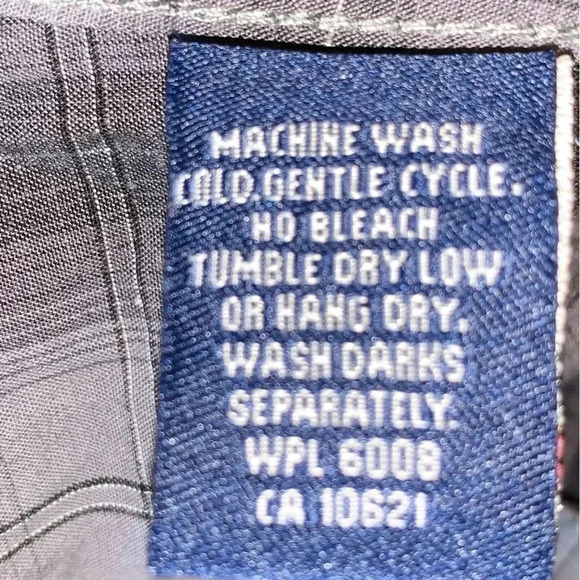 MACHINE WASH
COLD.GENTLE CYCLE.
NO BLEACH
TUMBLE DRY LOW
OR HANG DRY.
WASH DARKS
SEPARATELY.
WPL 6008
CA 10621